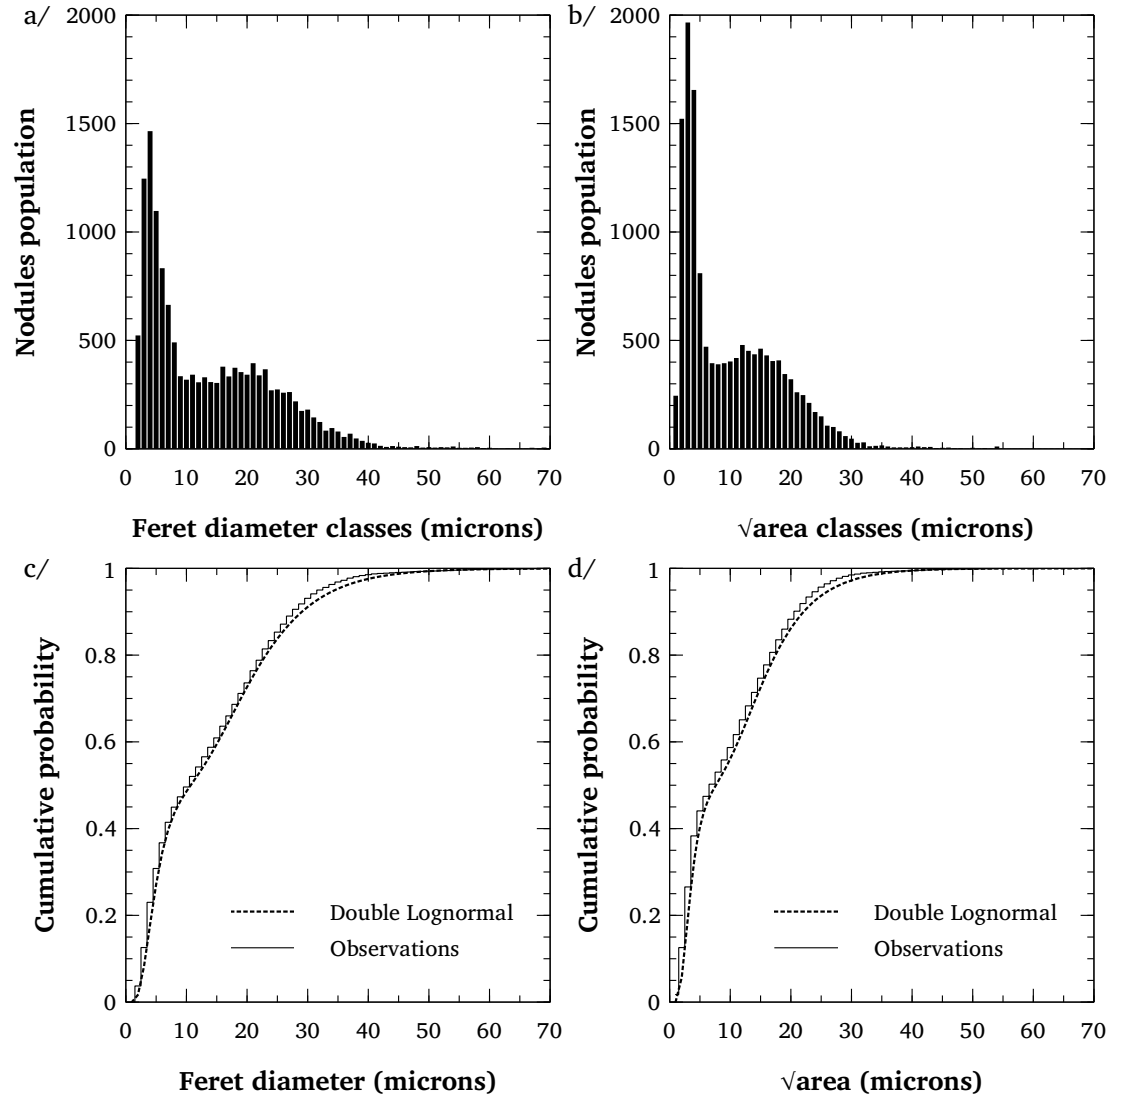 a/
2000
1500
1000
500
0
Nodules population
0 10 20 30 40 50 60 70
Feret diameter classes (microns)
b/
2000
1500
1000
500
0
Nodules population
0 10 20 30 40 50 60 70
√area classes (microns)
c/
1
0.8
0.6
0.4
0.2
0
Cumulative probability
Double Lognormal
Observations
0 10 20 30 40 50 60 70
Feret diameter (microns)
d/
1
0.8
0.6
0.4
0.2
0
Cumulative probability
Double Lognormal
Observations
0 10 20 30 40 50 60 70
√area (microns)